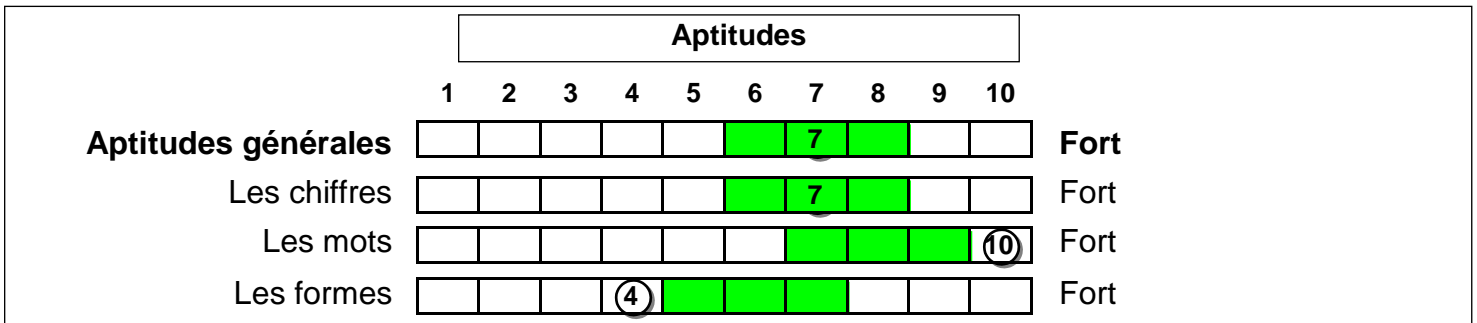 Aptitudes
1 2 3 4 5 6 7 8 9 10
Aptitudes générales 7 Fort
Les chiffres 7 Fort
Les mots 10 Fort
Les formes 4 Fort